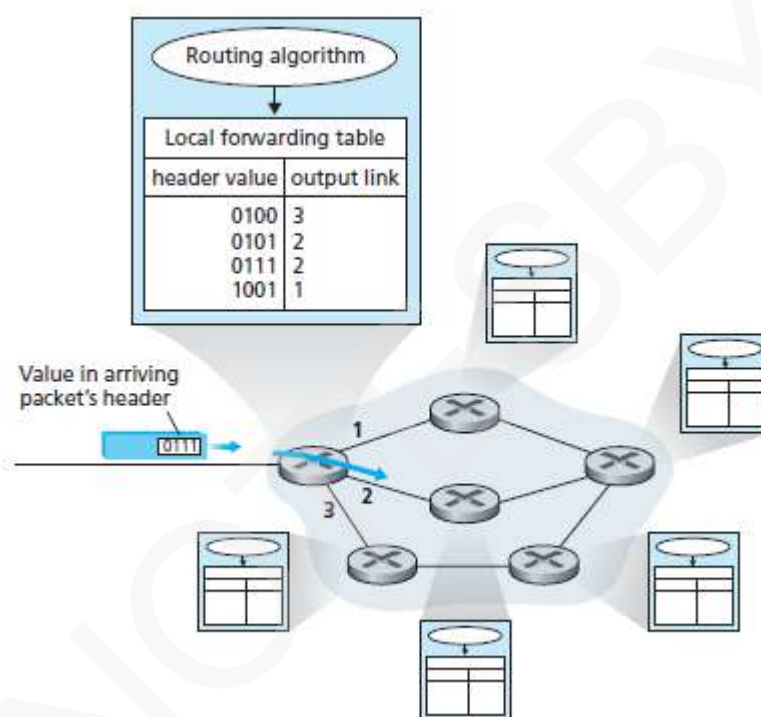 Routing algorithm
Local forwarding table
header value output link
0100 3
0101 2
0111 2
1001 1
Value in arriving
packet's header
0111
1
2
3